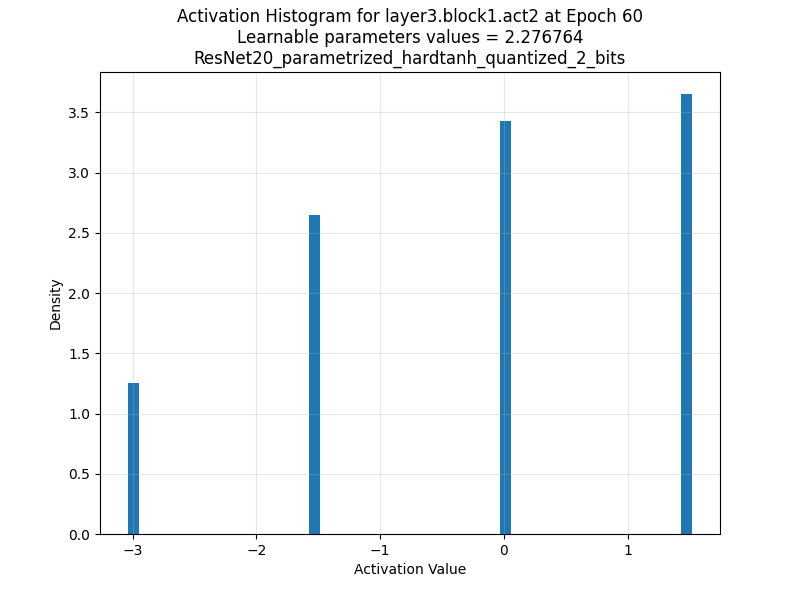 Activation Histogram for layer3.block1.act2 at Epoch 60
Learnable parameters values = 2.276764
ResNet20_parametrized_hardtanh_quantized_2_bits
3.5
3.0
2.5
2.0
1.5
1.0
0.5
0.0
Density
−3
−2
−1
0
1
Activation Value